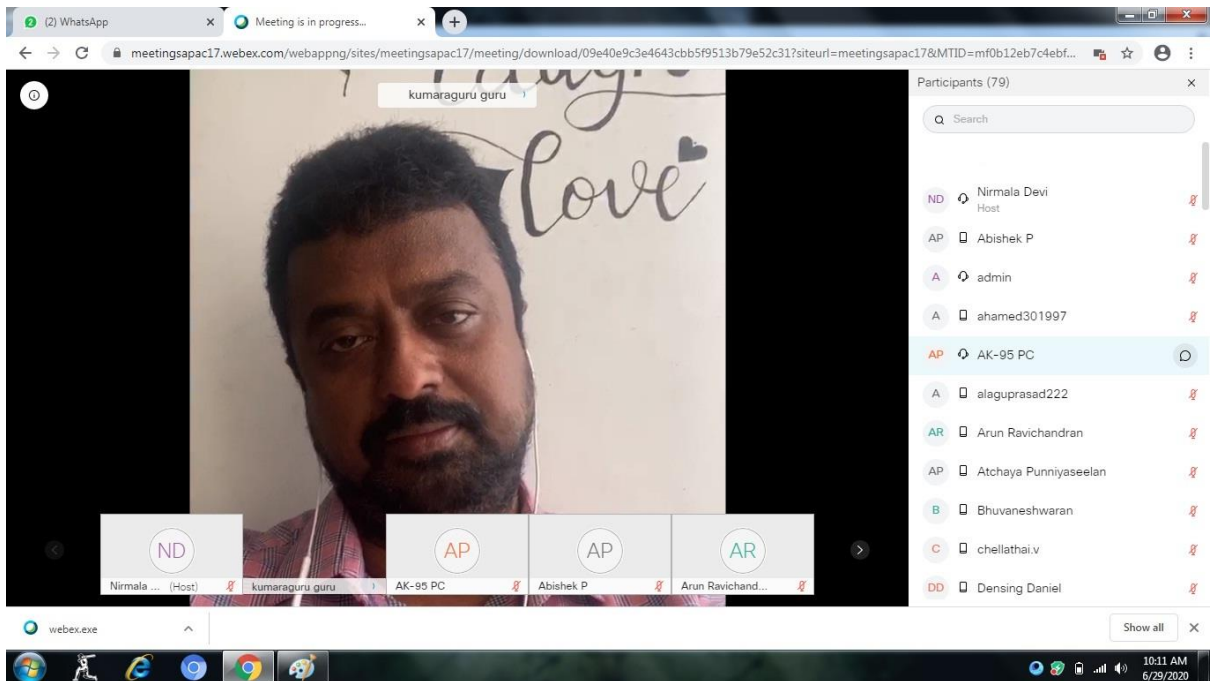 (2) WhatsApp
Meeting is in progress...
meetingsapac17.webex.com/webappng/sites/meetingsapac17/meeting/download/09e40e9c3e4643cbb5f9513b79e52c31?siteurl=meetingsapac17&MTID=mf0b12eb7c4ebf...
kumaraguru guru
Love
Nirmala ... (Host)
ND
kumaraguru guru
AP
AK-95 PC
AP
Abishek P
AR
Arun Ravichand...
Participants (79)
Search
ND Nirmala Devi
Host
AP Abishek P
A admin
A ahamed301997
AP AK-95 PC
A alaguprasad222
AR Arun Ravichandran
AP Atchaya Punniyaseelan
B Bhuvaneshwaran
C chellathai.v
DD Densing Daniel
webex.exe
Show all
10:11 AM
6/29/2020